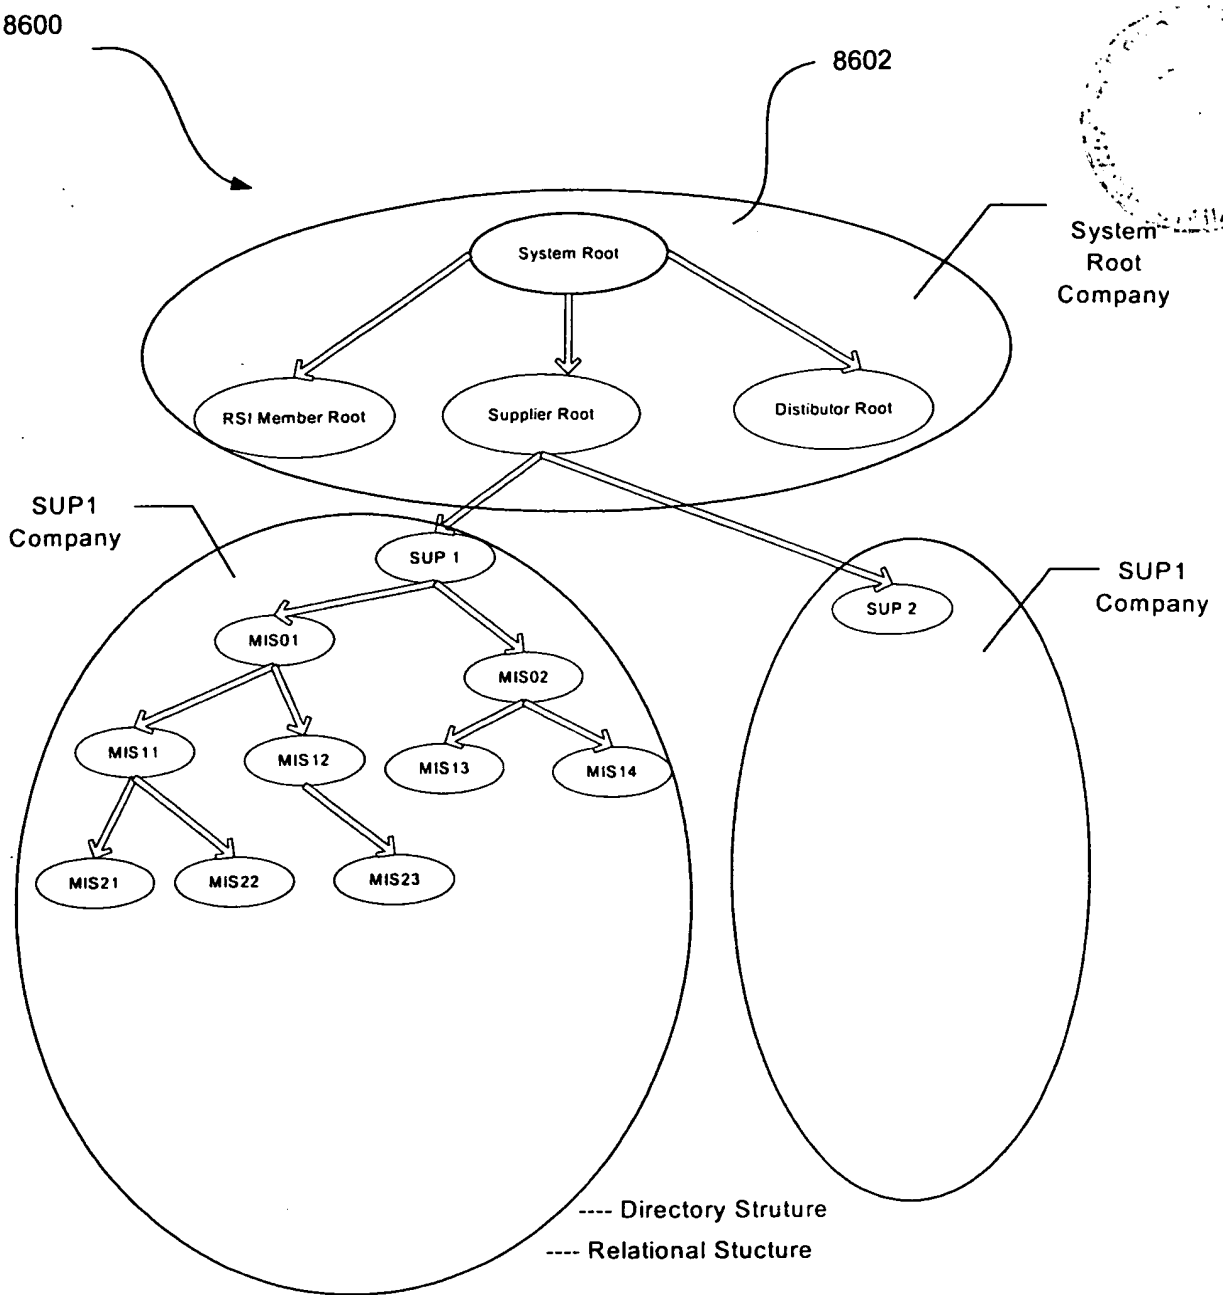 8600
8602
System Root
System
Root
Company
RSI Member Root
Supplier Root
Distibutor Root
SUP1
Company
SUP 1
SUP1
Company
SUP 2
MIS01
MIS02
MIS11
MIS12
MIS13
MIS14
MIS21
MIS22
MIS23
---- Directory Struture
---- Relational Stucture